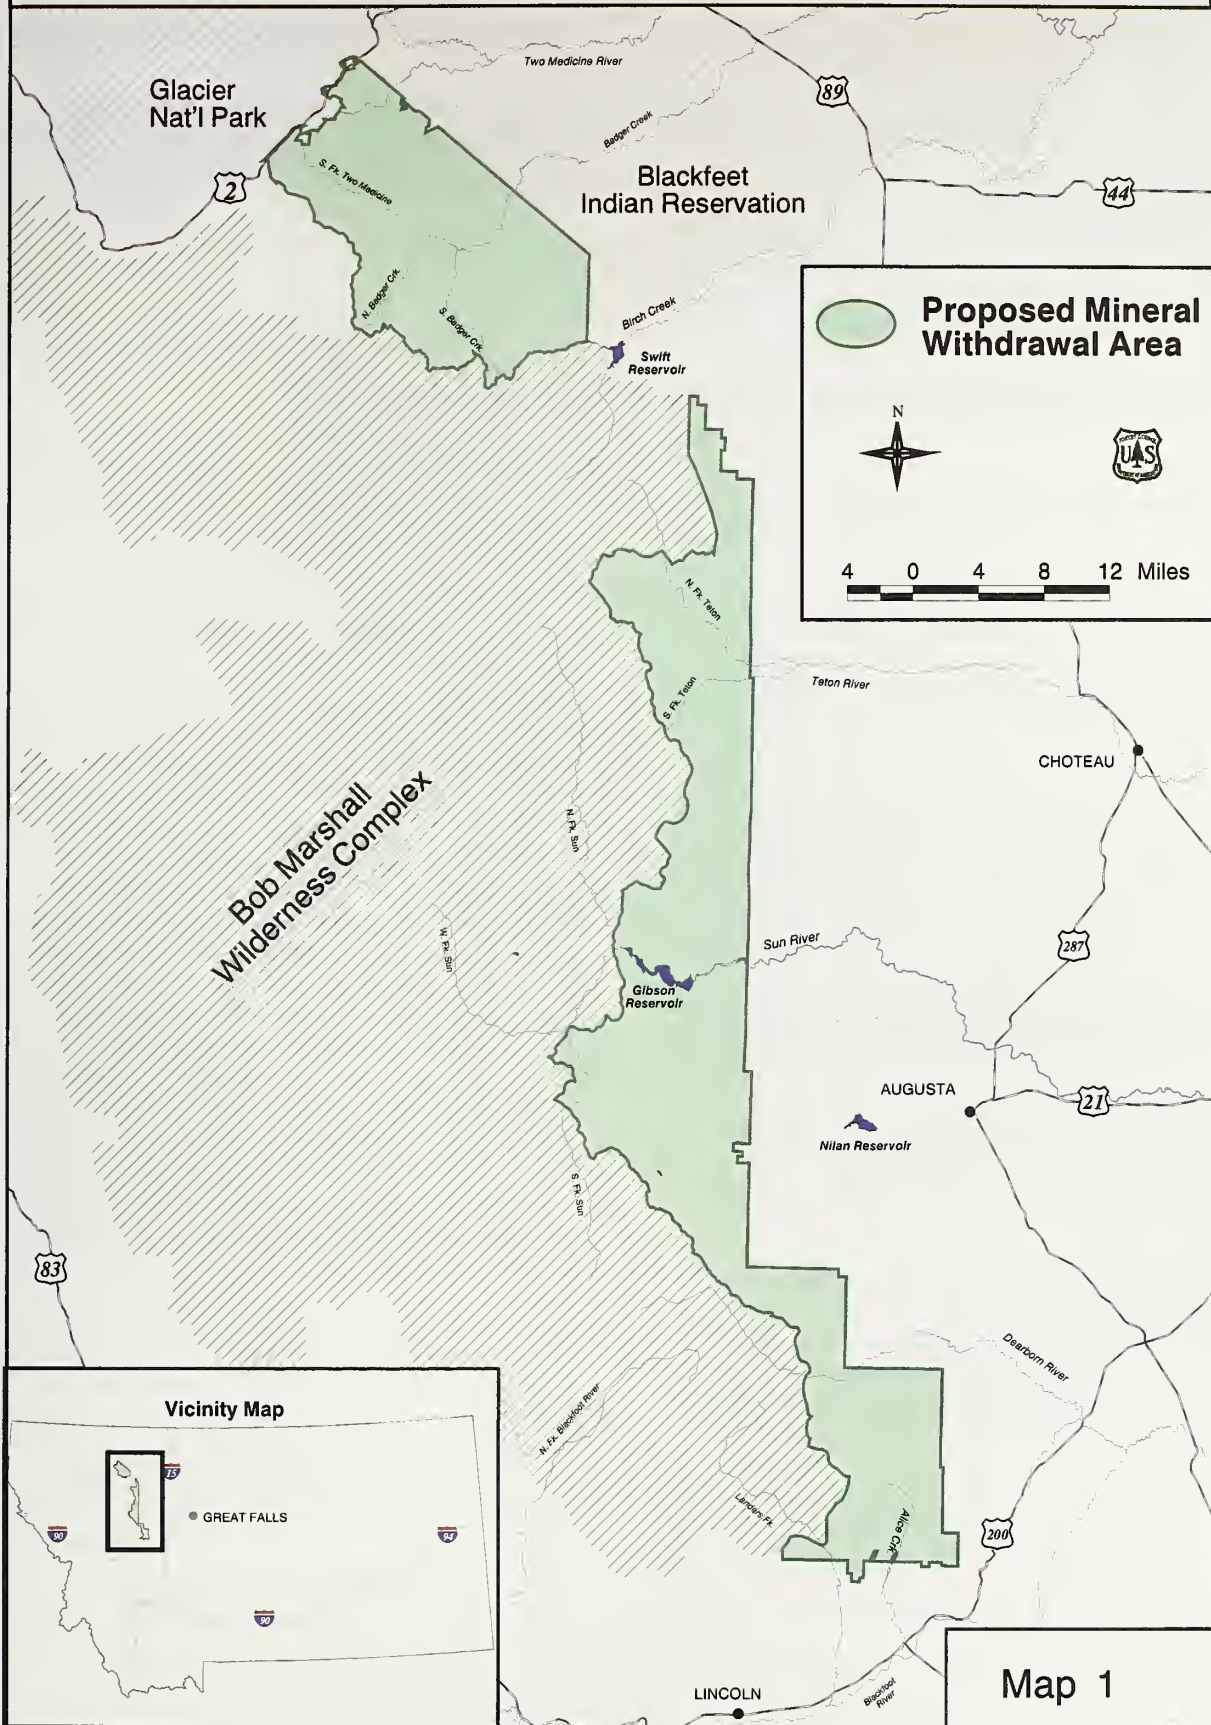 Two Medicine River
89
Glacier
Nat'l Park
Badger Creek
S. Fk. Two Medicine
Blackfeet
Indian Reservation
2
44
N. Badger Crk.
S. Badger Crk.
Birch Creek
Swift
Reservoir
Proposed Mineral
Withdrawal Area
N
U S
4 0 4 8 12 Miles
N. Fk. Teton
S. Fk. Teton
Teton River
CHOTEAU
Bob Marshall
Wilderness Complex
N. Fk. Sun
W. Fk. Sun
Sun River
287
Gibson
Reservoir
AUGUSTA
21
Nilan Reservoir
S. Fk. Sun
83
Dearborn River
N. Fk. Blackfoot River
Landers Fk.
Alice Crk.
200
Vicinity Map
15
GREAT FALLS
90
94
90
LINCOLN
Blackfoot
River
Map 1